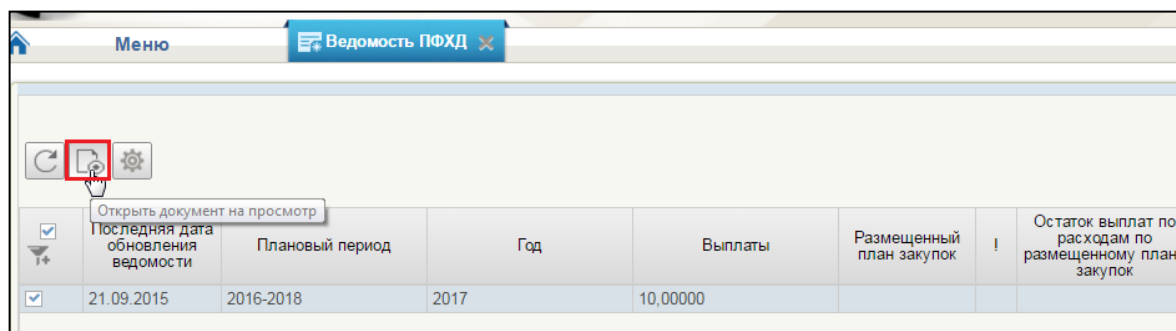 Меню
Ведомость ПФХД
Открыть документ на просмотр
Последняя дата
обновления
ведомости
Плановый период
Год
Выплаты
Размещенный
план закупок
!
Остаток выплат по
расходам по
размещенному план
закупок
21.09.2015 2016-2018 2017 10,00000